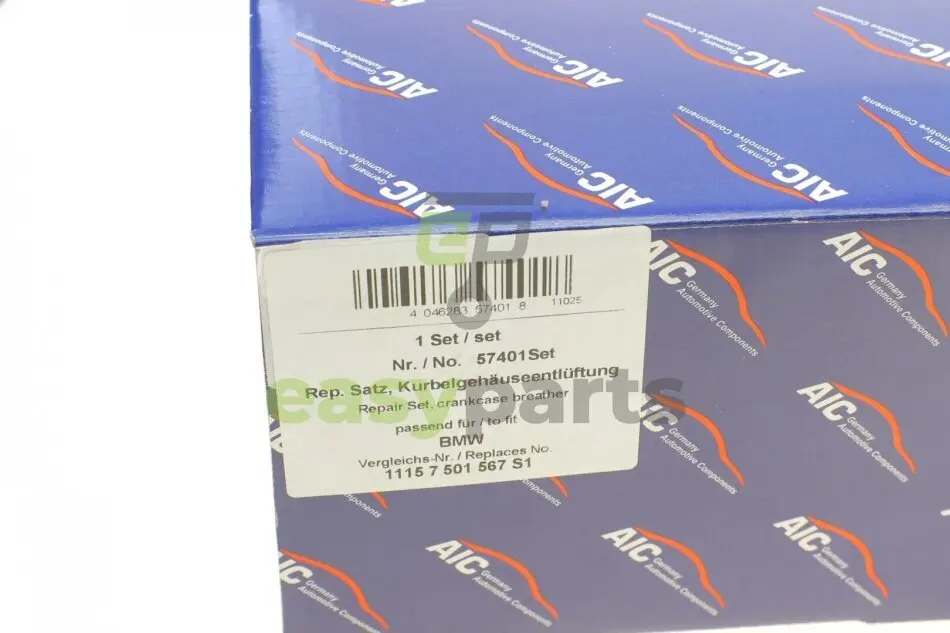 AIC Germany
Automotive Components
4 046283 57401 8 11025
1 Set / set
Nr. / No. 57401Set
Rep. Satz, Kurbelgehäuseentlüftung
Repair Set, crankcase breather
passend für / to fit
BMW
Vergleichs-Nr. / Replaces No.
1115 7 501 567 S1
easyparts